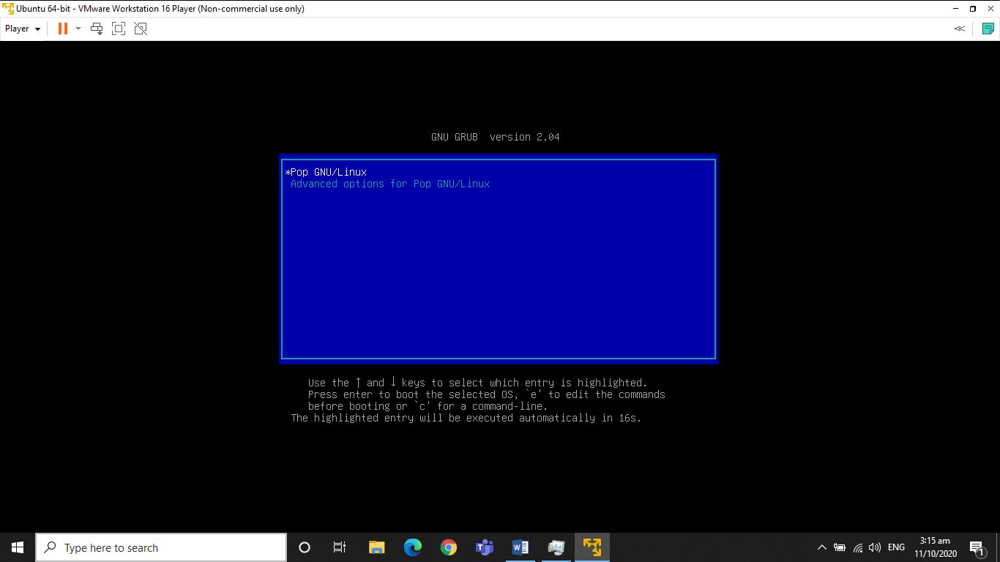 Ubuntu 64-bit - VMware Workstation 16 Player (Non-commercial use only)
Player
GNU GRUB  version 2.04
*Pop GNU/Linux
Advanced options for Pop GNU/Linux
Use the ↑ and ↓ keys to select which entry is highlighted.
Press enter to boot the selected OS, `e' to edit the commands
before booting or `c' for a command-line.
The highlighted entry will be executed automatically in 16s.
Type here to search
ENG
3:15 am
11/10/2020
1